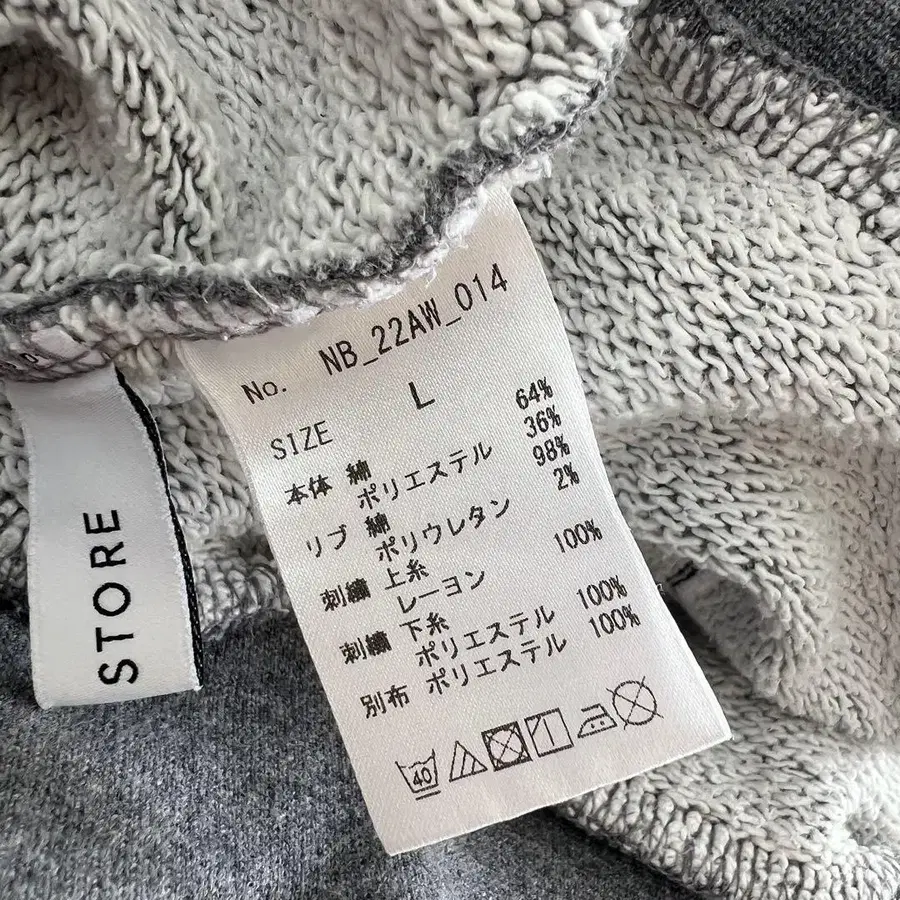 No. NB_22AW_014
SIZE L
本体 綿 64%
ポリエステル 36%
リブ 綿 98%
ポリウレタン 2%
刺繍 上糸
レーヨン 100%
刺繍 下糸
ポリエステル 100%
別布 ポリエステル 100%
40
STORE